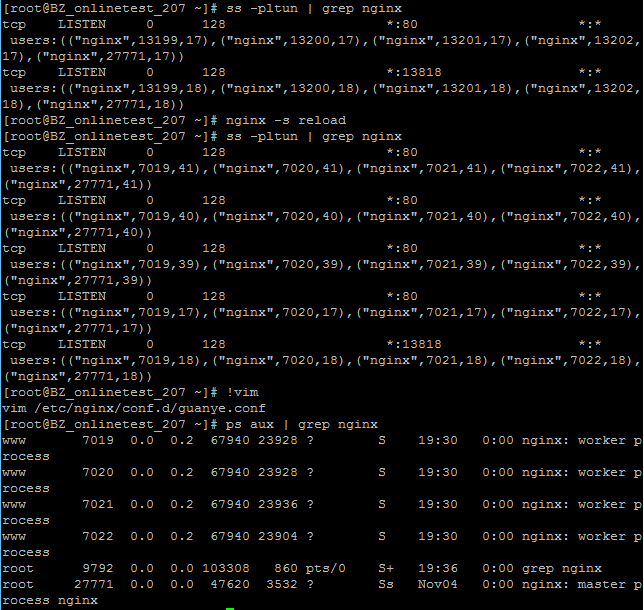 [root@BZ_onlinetest_207 ~]# ss -pltun | grep nginx
tcp    LISTEN     0      128                    *:80                    *:*
 users:(("nginx",13199,17),("nginx",13200,17),("nginx",13201,17),("nginx",13202,
17),("nginx",27771,17))
tcp    LISTEN     0      128                    *:13818                 *:*
 users:(("nginx",13199,18),("nginx",13200,18),("nginx",13201,18),("nginx",13202,
18),("nginx",27771,18))
[root@BZ_onlinetest_207 ~]# nginx -s reload
[root@BZ_onlinetest_207 ~]# ss -pltun | grep nginx
tcp    LISTEN     0      128                    *:80                    *:*
 users:(("nginx",7019,41),("nginx",7020,41),("nginx",7021,41),("nginx",7022,41),
("nginx",27771,41))
tcp    LISTEN     0      128                    *:80                    *:*
 users:(("nginx",7019,40),("nginx",7020,40),("nginx",7021,40),("nginx",7022,40),
("nginx",27771,40))
tcp    LISTEN     0      128                    *:80                    *:*
 users:(("nginx",7019,39),("nginx",7020,39),("nginx",7021,39),("nginx",7022,39),
("nginx",27771,39))
tcp    LISTEN     0      128                    *:80                    *:*
 users:(("nginx",7019,17),("nginx",7020,17),("nginx",7021,17),("nginx",7022,17),
("nginx",27771,17))
tcp    LISTEN     0      128                    *:13818                 *:*
 users:(("nginx",7019,18),("nginx",7020,18),("nginx",7021,18),("nginx",7022,18),
("nginx",27771,18))
[root@BZ_onlinetest_207 ~]# !vim
vim /etc/nginx/conf.d/guanye.conf
[root@BZ_onlinetest_207 ~]# ps aux | grep nginx
www       7019  0.0  0.2  67940 23928 ?        S    19:30   0:00 nginx: worker p
rocess
www       7020  0.0  0.2  67940 23928 ?        S    19:30   0:00 nginx: worker p
rocess
www       7021  0.0  0.2  67940 23936 ?        S    19:30   0:00 nginx: worker p
rocess
www       7022  0.0  0.2  67940 23904 ?        S    19:30   0:00 nginx: worker p
rocess
root      9792  0.0  0.0 103308   860 pts/0    S+   19:36   0:00 grep nginx
root     27771  0.0  0.0  47620  3532 ?        Ss   Nov04   0:00 nginx: master p
rocess nginx